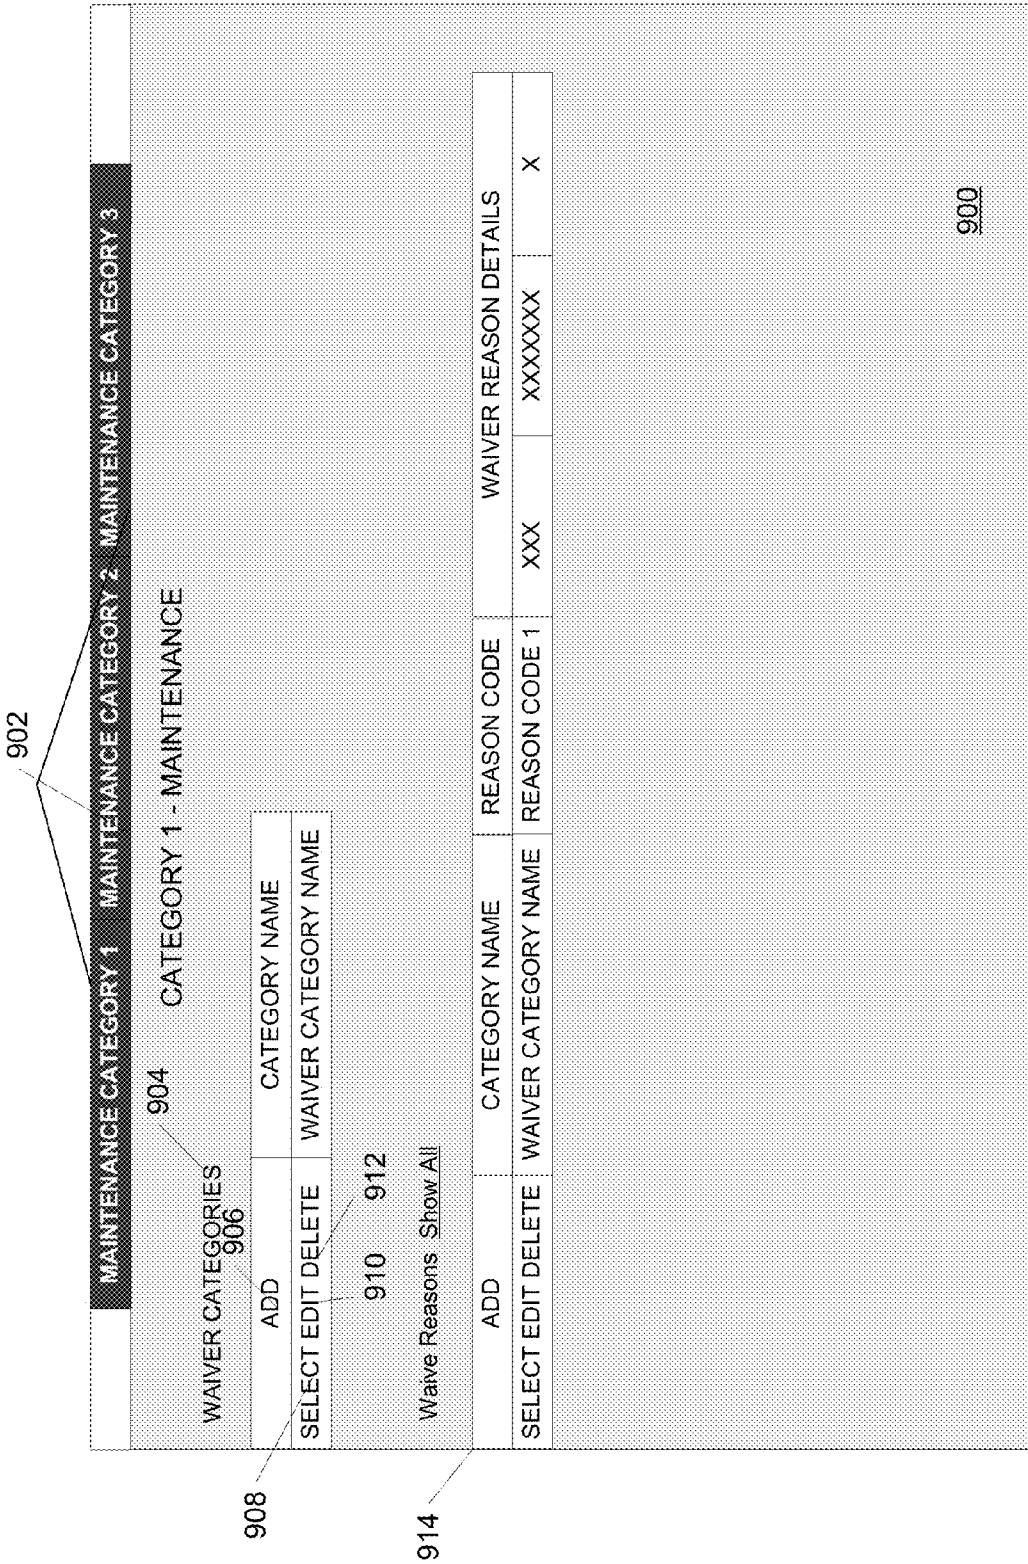 902
MAINTENANCE CATEGORY 1 MAINTENANCE CATEGORY 2 MAINTENANCE CATEGORY 3
904
CATEGORY 1 - MAINTENANCE
WAIVER CATEGORIES
906
ADD CATEGORY NAME
SELECT EDIT DELETE WAIVER CATEGORY NAME
908
910
912
Waive Reasons Show All
914
ADD CATEGORY NAME REASON CODE WAIVER REASON DETAILS
SELECT EDIT DELETE WAIVER CATEGORY NAME REASON CODE 1 XXX XXXXXXX X
900